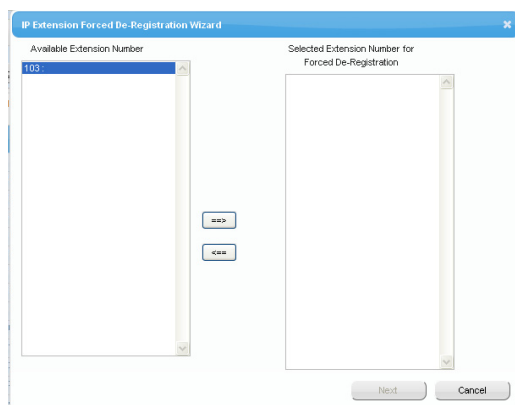 IP Extension Forced De-Registration Wizard
Available Extension Number
Selected Extension Number for
Forced De-Registration
103 :
==>
<==
Next
Cancel